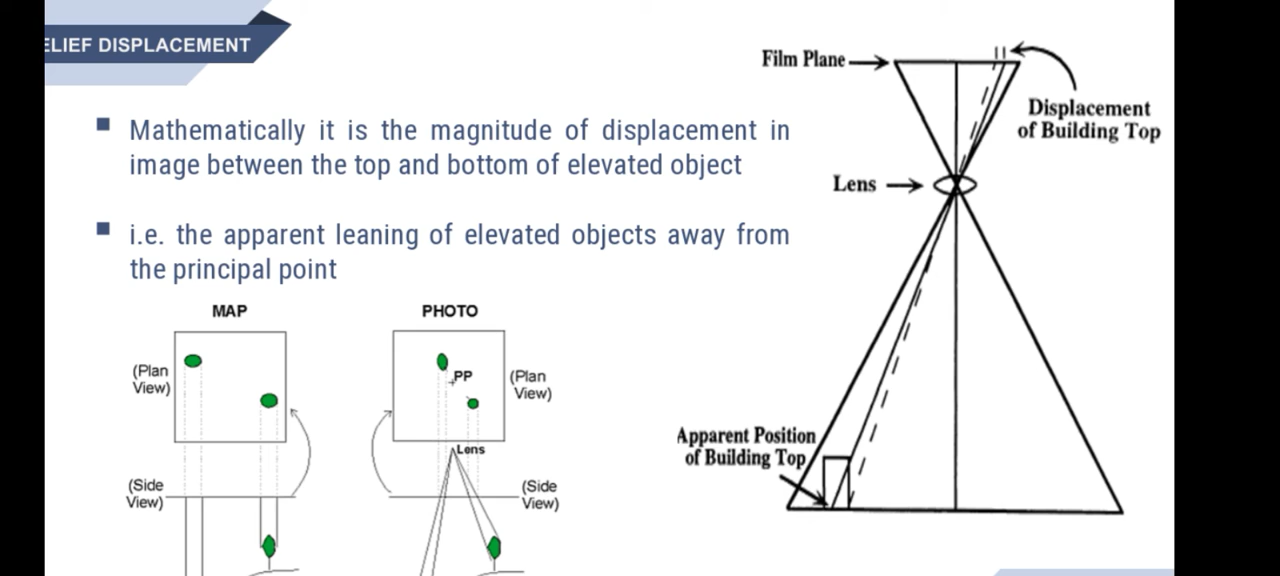 ELIEF DISPLACEMENT
▪ Mathematically it is the magnitude of displacement in
image between the top and bottom of elevated object
▪ i.e. the apparent leaning of elevated objects away from
the principal point
MAP
(Plan
View)
(Side
View)
PHOTO
PP
(Plan
View)
Lens
(Side
View)
Film Plane
Displacement
of Building Top
Lens
Apparent Position
of Building Top